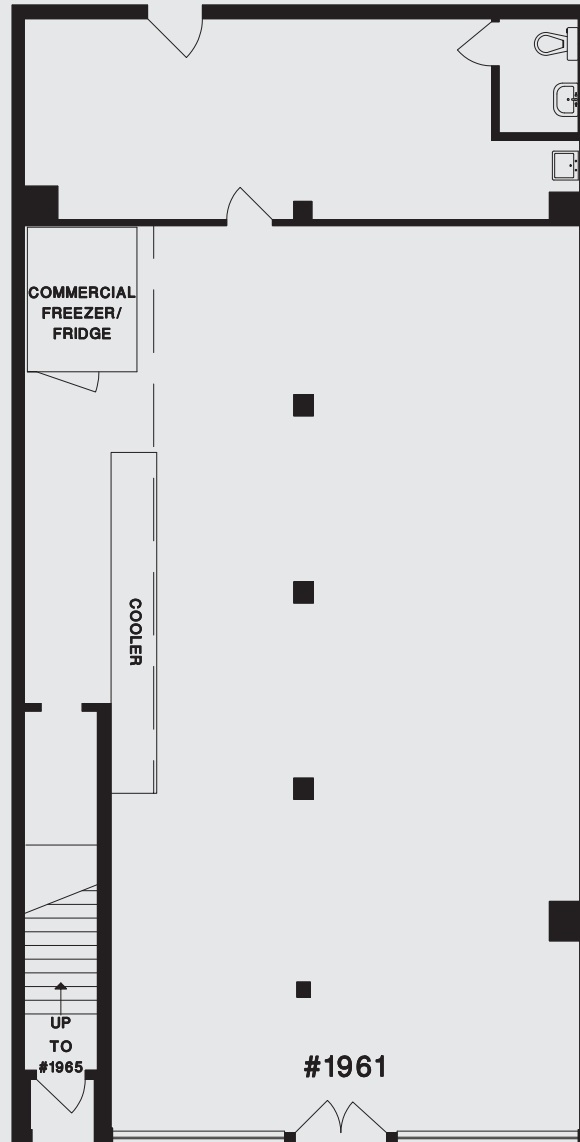 COMMERCIAL
FREEZER/
FRIDGE
COOLER
UP
TO
#1965
#1961